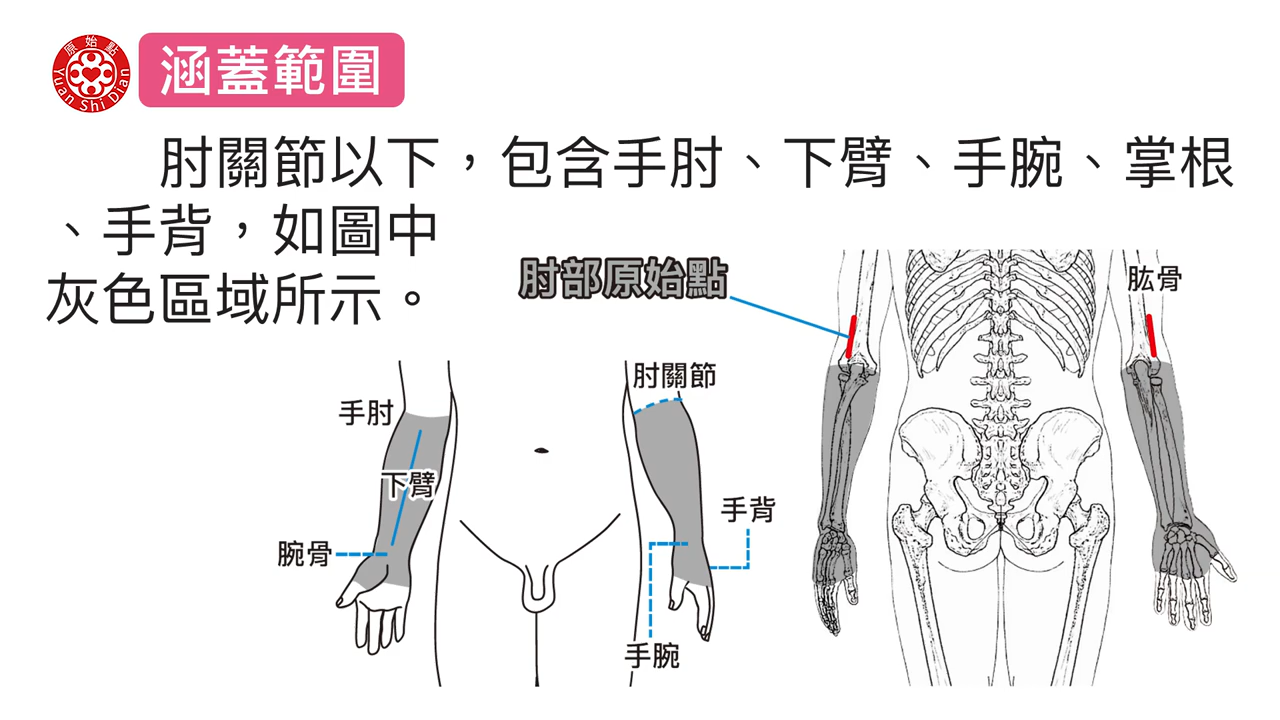 原始點
Yuan Shi Dian
涵蓋範圍
肘關節以下，包含手肘、下臂、手腕、掌根
、手背，如圖中
灰色區域所示。
肘部原始點
肱骨
肘關節
手肘
下臂
手背
腕骨
手腕